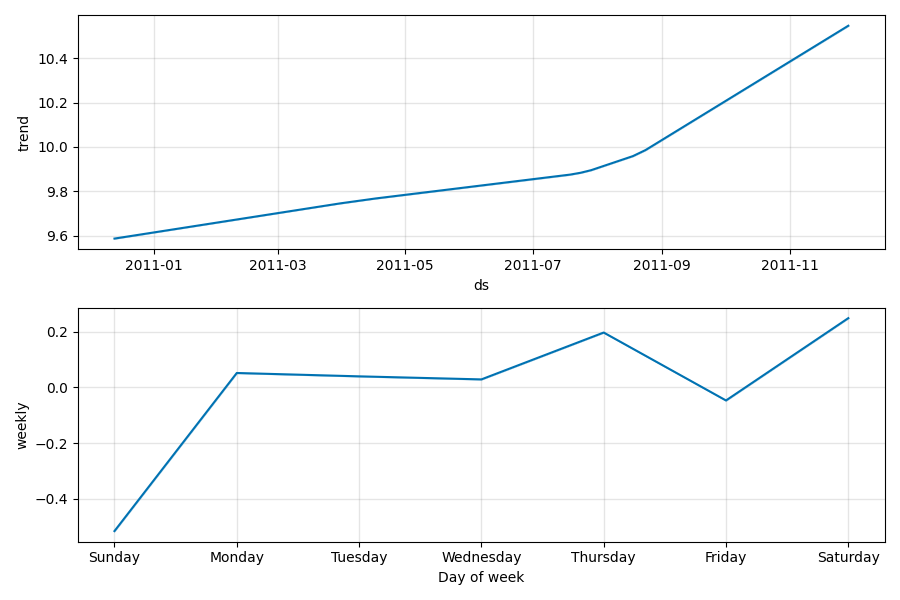 10.4
10.2
10.0
9.8
9.6
trend
2011-01 2011-03 2011-05 2011-07 2011-09 2011-11
ds
0.2
0.0
−0.2
−0.4
weekly
Sunday Monday Tuesday Wednesday Thursday Friday Saturday
Day of week